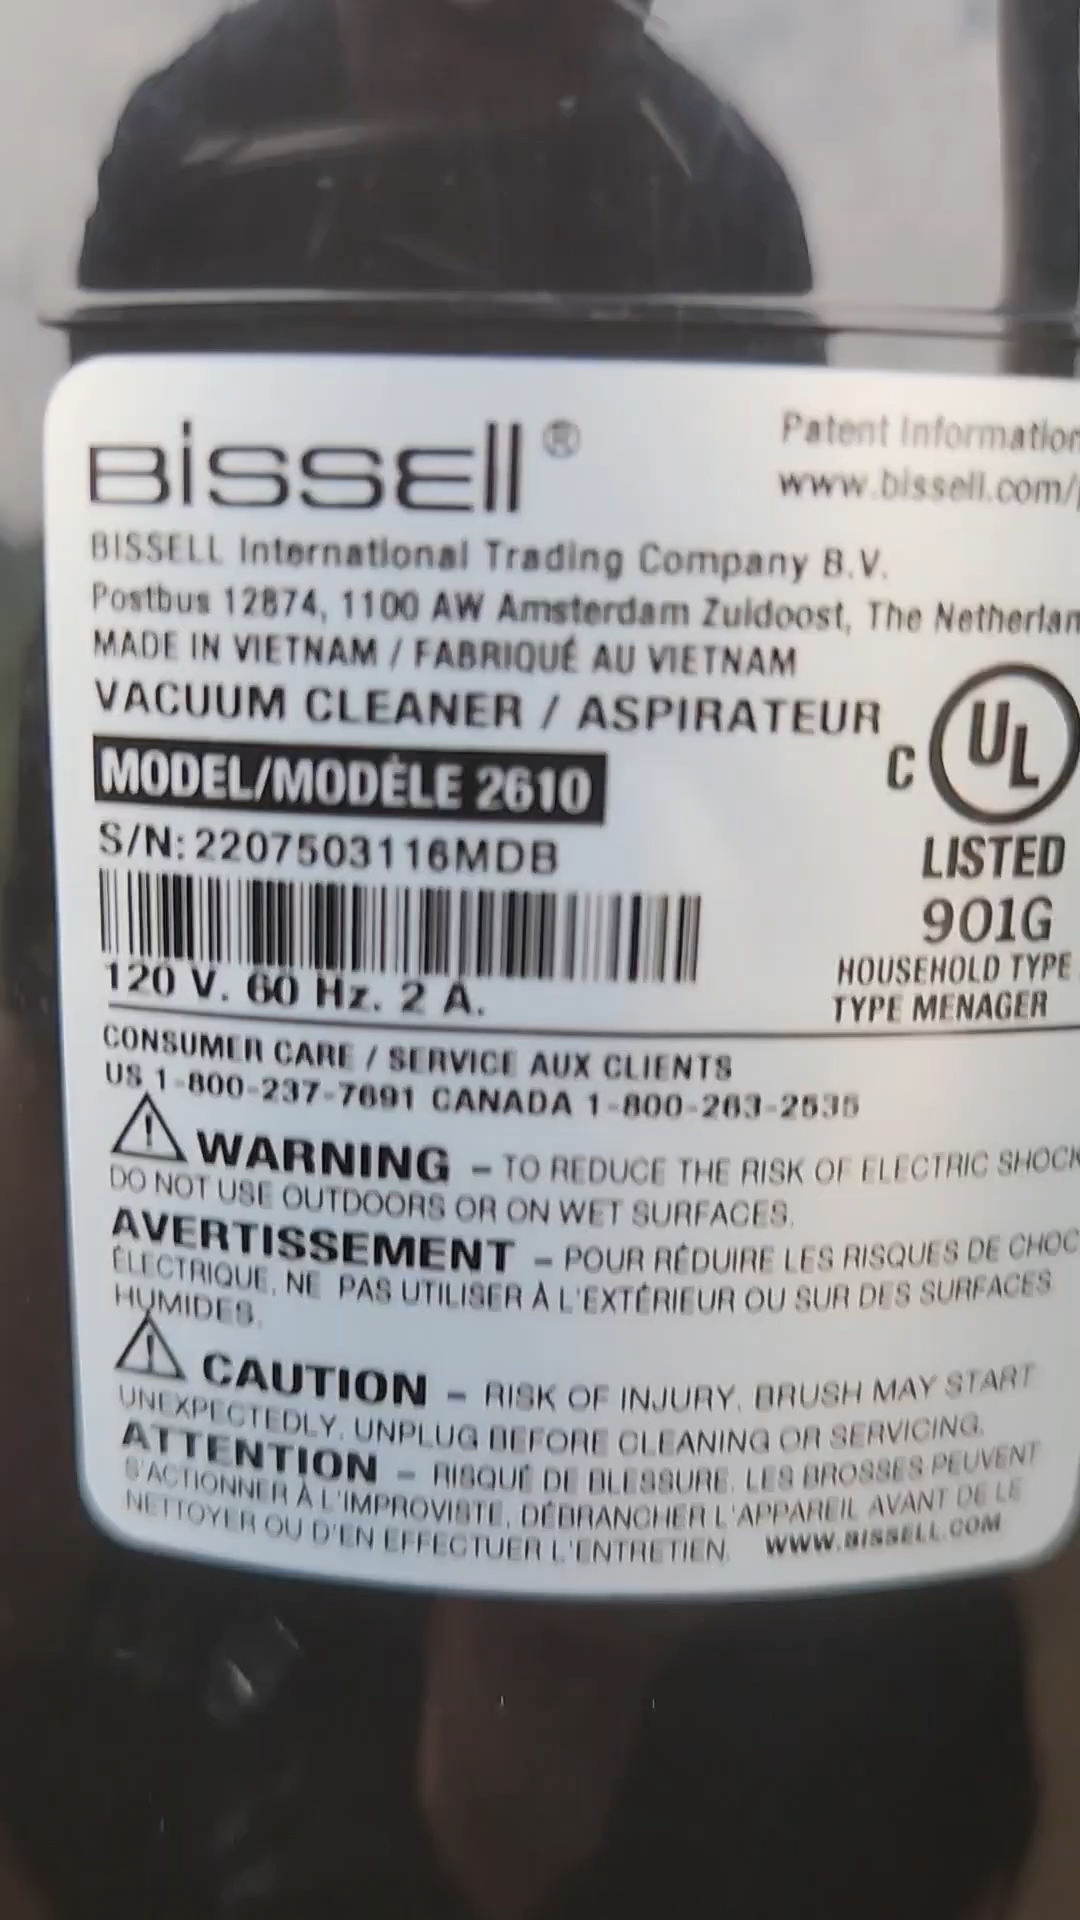 BISSELL®
Patent Information
www.bissell.com/
BISSELL International Trading Company B.V.
Postbus 12874, 1100 AW Amsterdam Zuidoost, The Netherlan
MADE IN VIETNAM / FABRIQUÉ AU VIETNAM
VACUUM CLEANER / ASPIRATEUR
MODEL/MODÈLE 2610
C UL
S/N: 2207503116MDB
LISTED
901G
HOUSEHOLD TYPE
TYPE MENAGER
120 V. 60 Hz. 2 A.
CONSUMER CARE / SERVICE AUX CLIENTS
US 1-800-237-7691 CANADA 1-800-263-2535
WARNING – TO REDUCE THE RISK OF ELECTRIC SHOCK
DO NOT USE OUTDOORS OR ON WET SURFACES.
AVERTISSEMENT – POUR RÉDUIRE LES RISQUES DE CHOC
ÉLECTRIQUE, NE PAS UTILISER À L'EXTÉRIEUR OU SUR DES SURFACES
HUMIDES.
CAUTION – RISK OF INJURY. BRUSH MAY START
UNEXPECTEDLY. UNPLUG BEFORE CLEANING OR SERVICING.
ATTENTION – RISQUÉ DE BLESSURE. LES BROSSES PEUVENT
S'ACTIONNER À L'IMPROVISTE, DÉBRANCHER L'APPAREIL AVANT DE LE
NETTOYER OU D'EN EFFECTUER L'ENTRETIEN. WWW.BISSELL.COM